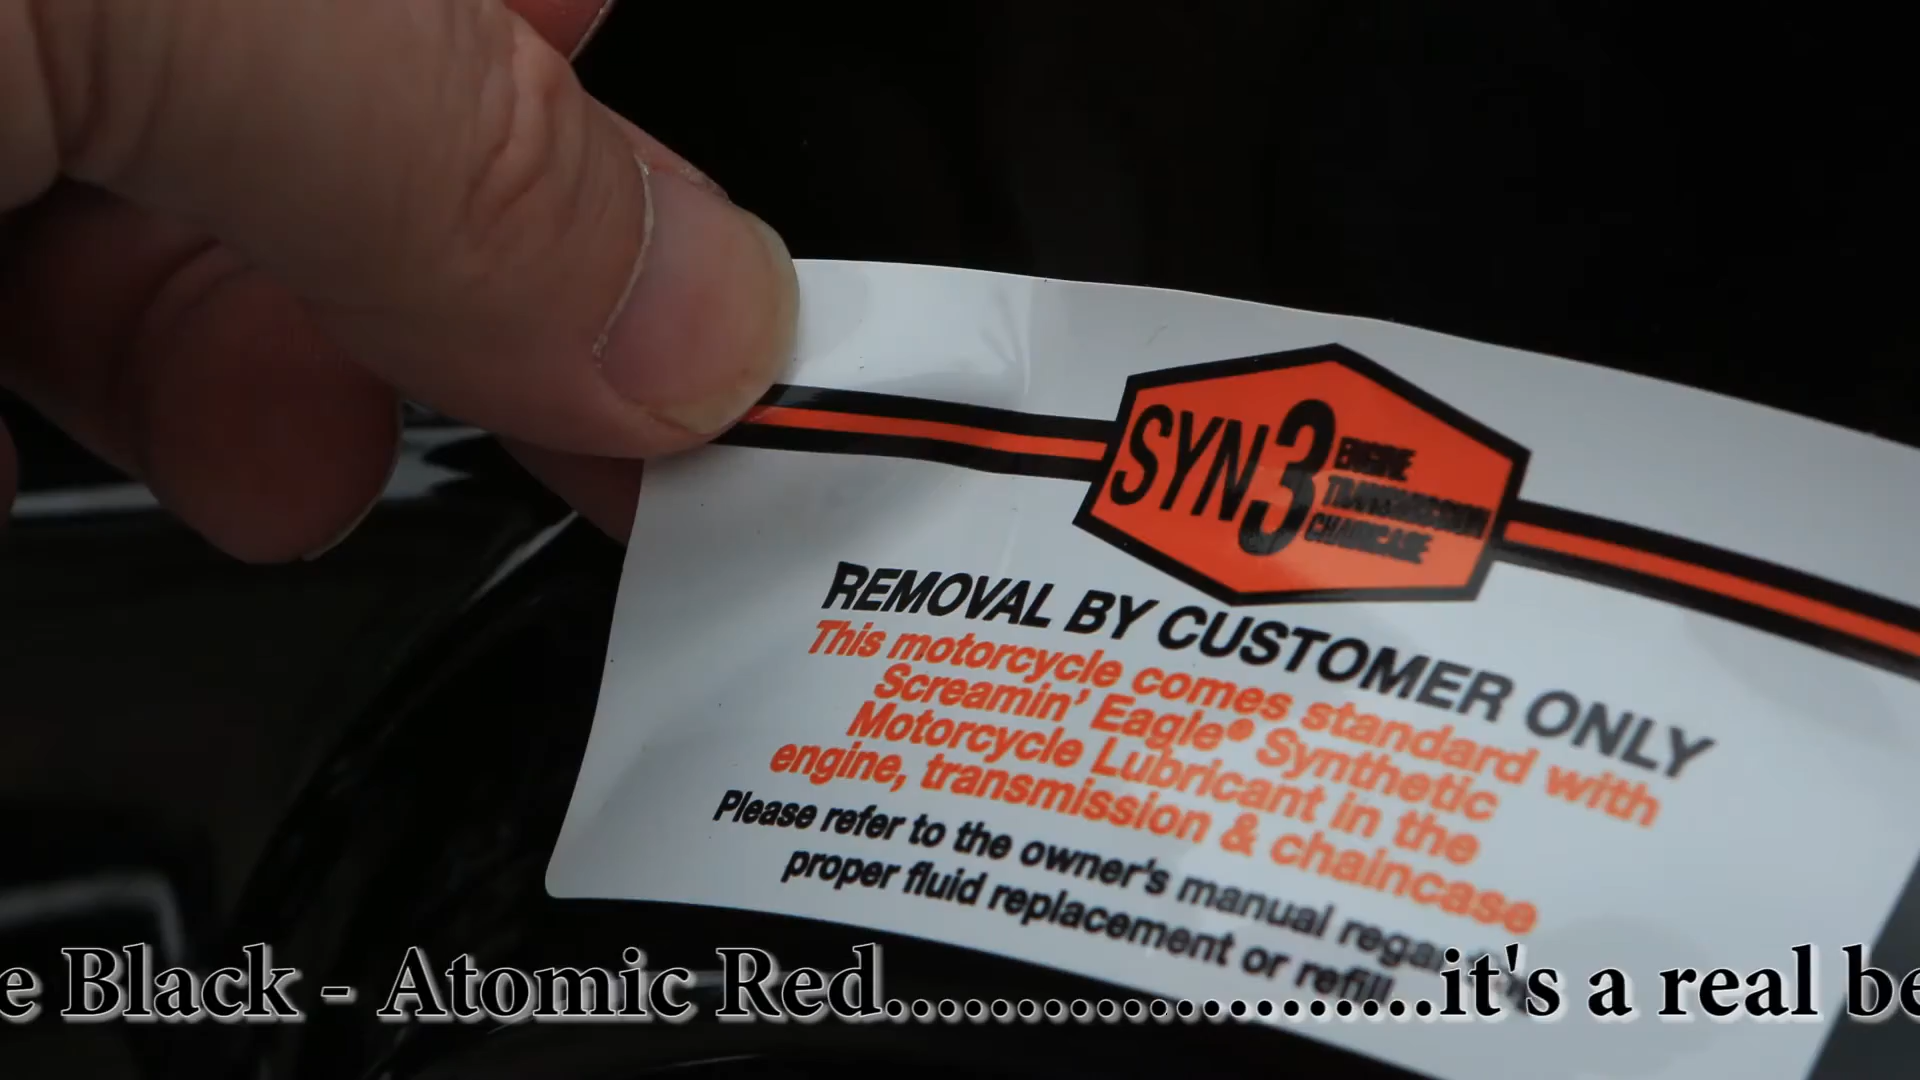 SYN3
ENGINE
TRANSMISSION
CHAINCASE
REMOVAL BY CUSTOMER ONLY
This motorcycle comes standard with
Screamin' Eagle® Synthetic
Motorcycle Lubricant in the
engine, transmission & chaincase
Please refer to the owner's manual
proper fluid replacement or refill
Black - Atomic Red.....................it's a real